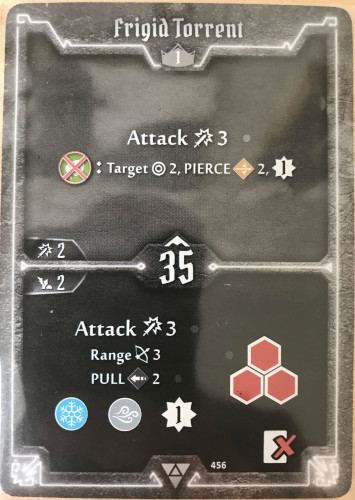 Frigid Torrent
1
Attack 3
: Target 2, PIERCE 2, 1
2
35
2
Attack 3
Range 3
PULL 2
1
456